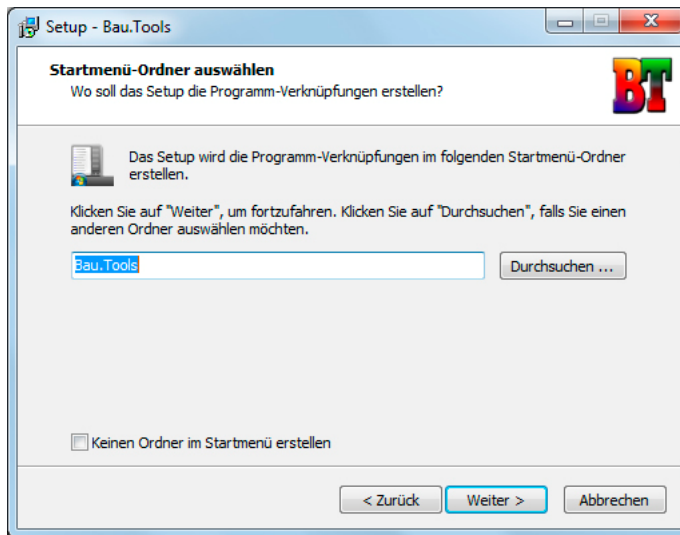 Setup - Bau.Tools
Startmenü-Ordner auswählen
Wo soll das Setup die Programm-Verknüpfungen erstellen?
BT
Das Setup wird die Programm-Verknüpfungen im folgenden Startmenü-Ordner
erstellen.
Klicken Sie auf "Weiter", um fortzufahren. Klicken Sie auf "Durchsuchen", falls Sie einen
anderen Ordner auswählen möchten.
Bau.Tools
Durchsuchen ...
Keinen Ordner im Startmenü erstellen
< Zurück
Weiter >
Abbrechen